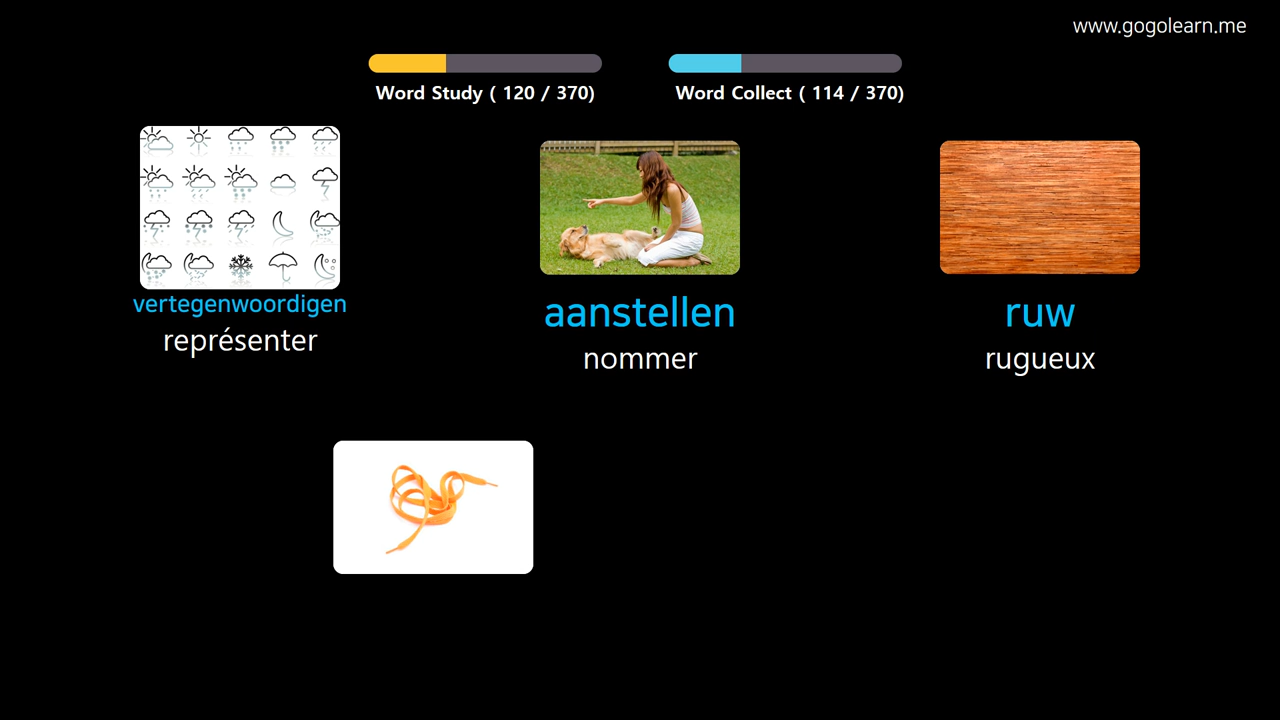 www.gogolearn.me
Word Study ( 120 / 370)
Word Collect ( 114 / 370)
vertegenwoordigen
représenter
aanstellen
nommer
ruw
rugueux